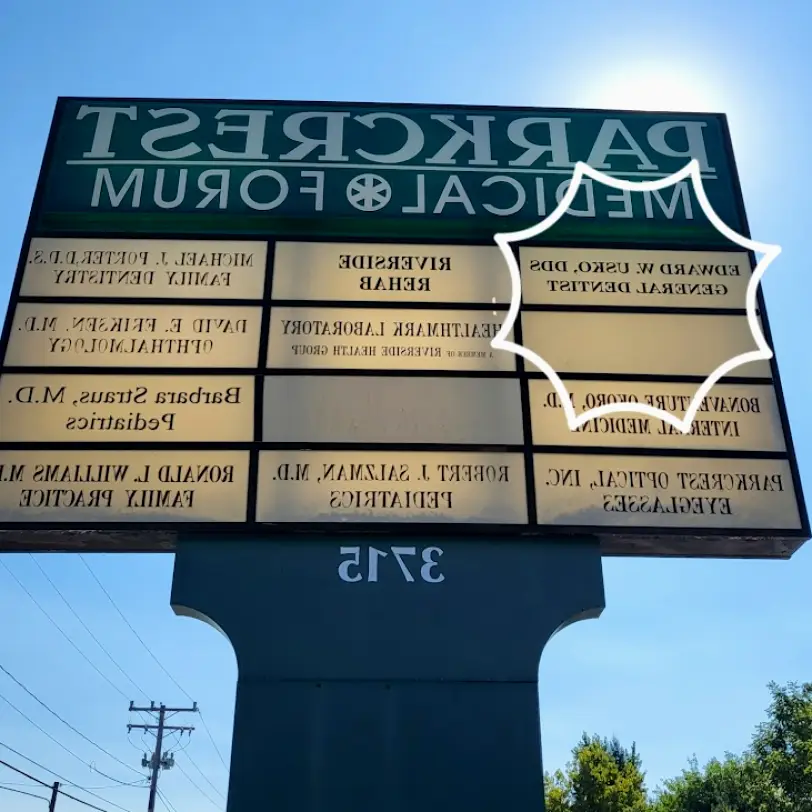 PARKCREST
MEDICAL FORUM
EDWARD W. USKO, DDS
GENERAL DENTIST
RIVERSIDE
REHAB
MICHAEL J. PORTER,D.D.S.
FAMILY DENTISTRY
HEALTHMARK LABORATORY
A MEMBER OF RIVERSIDE HEALTH GROUP
DAVID E. ERIKSEN, M.D.
OPHTHALMOLOGY
BONAVENTURE OKORO, M.D.
INTERNAL MEDICINE
Barbara Straus, M.D.
Pediatrics
PARKCREST OPTICAL, INC.
EYEGLASSES
ROBERT J. SALZMAN, M.D.
PEDIATRICS
RONALD L. WILLIAMS
FAMILY PRACTICE
3715